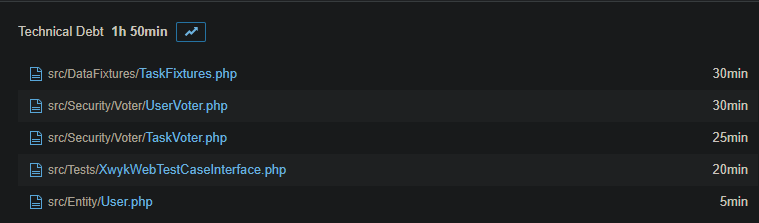 Technical Debt 1h 50min
src/DataFixtures/TaskFixtures.php 30min
src/Security/Voter/UserVoter.php 30min
src/Security/Voter/TaskVoter.php 25min
src/Tests/XwykWebTestCaseInterface.php 20min
src/Entity/User.php 5min